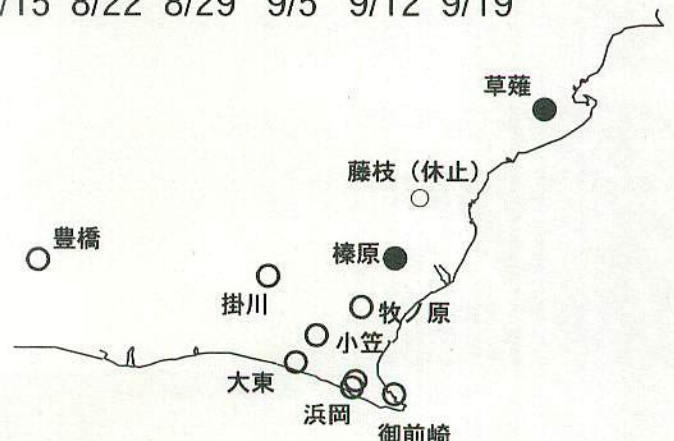 /15 8/22 8/29 9/5 9/12 9/19
草薙
藤枝（休止）
豊橋
榛原
掛川
牧ノ原
小笠
大東
浜岡
御前崎